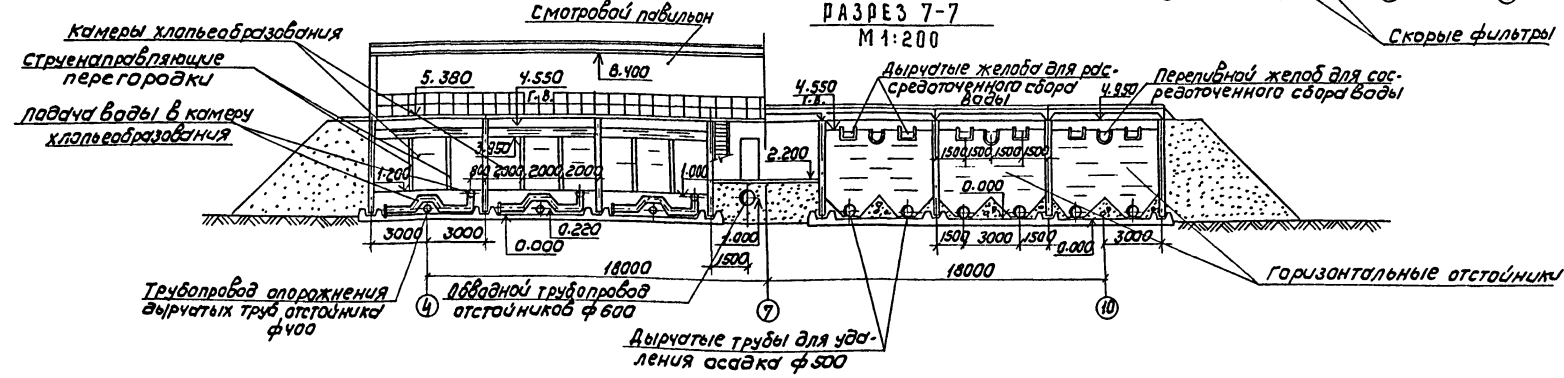 РАЗРЕЗ 7-7
М 1:200
Смотровой павильон
Камеры хлопьеобразования
Струенаправляющие
перегородки
Подача воды в камеру
хлопьеобразования
Скорые фильтры
Дырчатые желоба для рас-
средоточенного сбора
воды
Переливной желоб для сос-
редоточенного сбора воды
8.400
5.380
4.550
Г.В.
4.550
Г.В.
4.950
3.950
800 2000 2000 2000
1:200
1.000
2.200
1500 1500 1500 1500
0.000
3000 3000
0.000
0.220
1.000
1500
1500 3000 1500
0.000
3000
18000
18000
Горизонтальные отстойники
Трубопровод опорожнения
дырчатых труб отстойника
ф400
4
Обводной трубопровод
отстойников ф600
7
10
Дырчатые трубы для уда-
ления осадка ф500